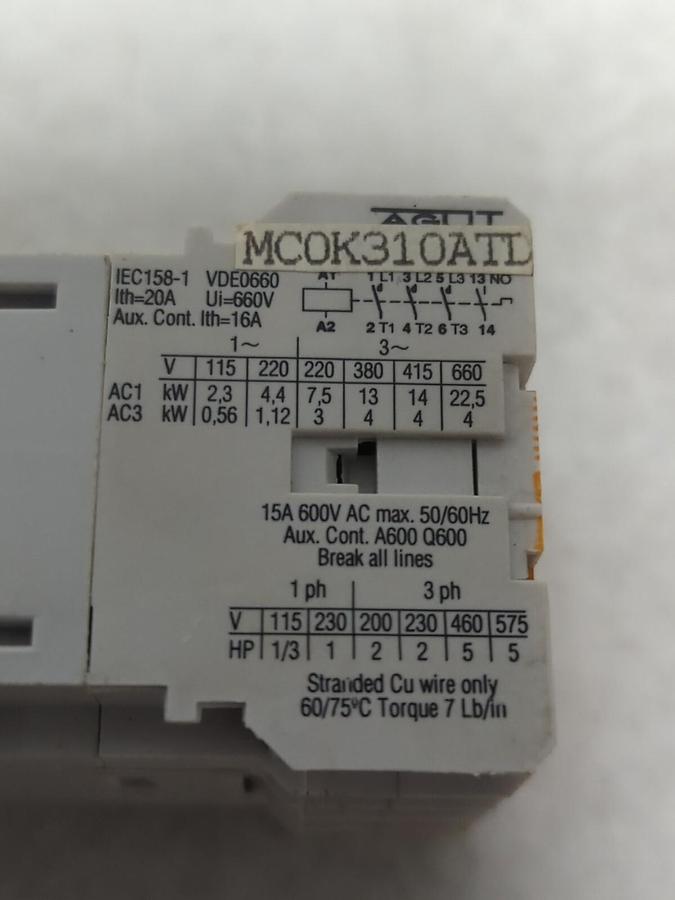 AGUT
MCOK310ATD
IEC158-1 VDE0660
Ith=20A Ui=660V
Aux. Cont. Ith=16A
A1 1 L1 3 L2 5 L3 13 NO
A2 2 T1 4 T2 6 T3 14
1~ 3~
V 115 220 220 380 415 660
AC1 kW 2,3 4,4 7,5 13 14 22,5
AC3 kW 0,56 1,12 3 4 4 4
15A 600V AC max. 50/60Hz
Aux. Cont. A600 Q600
Break all lines
1 ph 3 ph
V 115 230 200 230 460 575
HP 1/3 1 2 2 5 5
Stranded Cu wire only
60/75ºC Torque 7 Lb/in